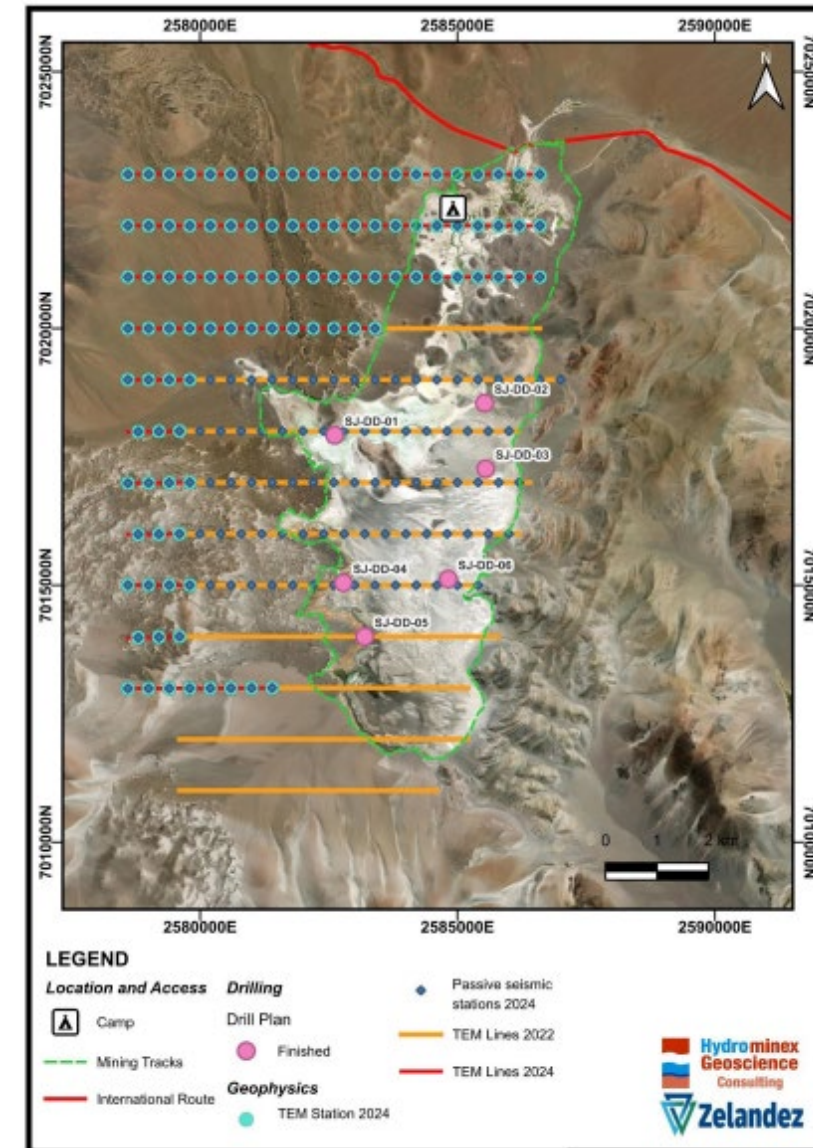 2580000E 2585000E 2590000E
7025000N 7025000N
N
7020000N 7020000N
SJ-DD-02
SJ-DD-01
SJ-DD-03
7015000N 7015000N
SJ-DD-04 SJ-DD-06
SJ-DD-05
7010000N 7010000N
0 1 2 km
2580000E 2585000E 2590000E
LEGEND
Location and Access
Camp
Mining Tracks
International Route
Drilling
Drill Plan
Finished
Geophysics
TEM Station 2024
Passive seismic
stations 2024
TEM Lines 2022
TEM Lines 2024
Hydrominex
Geoscience
Consulting
Zelandez